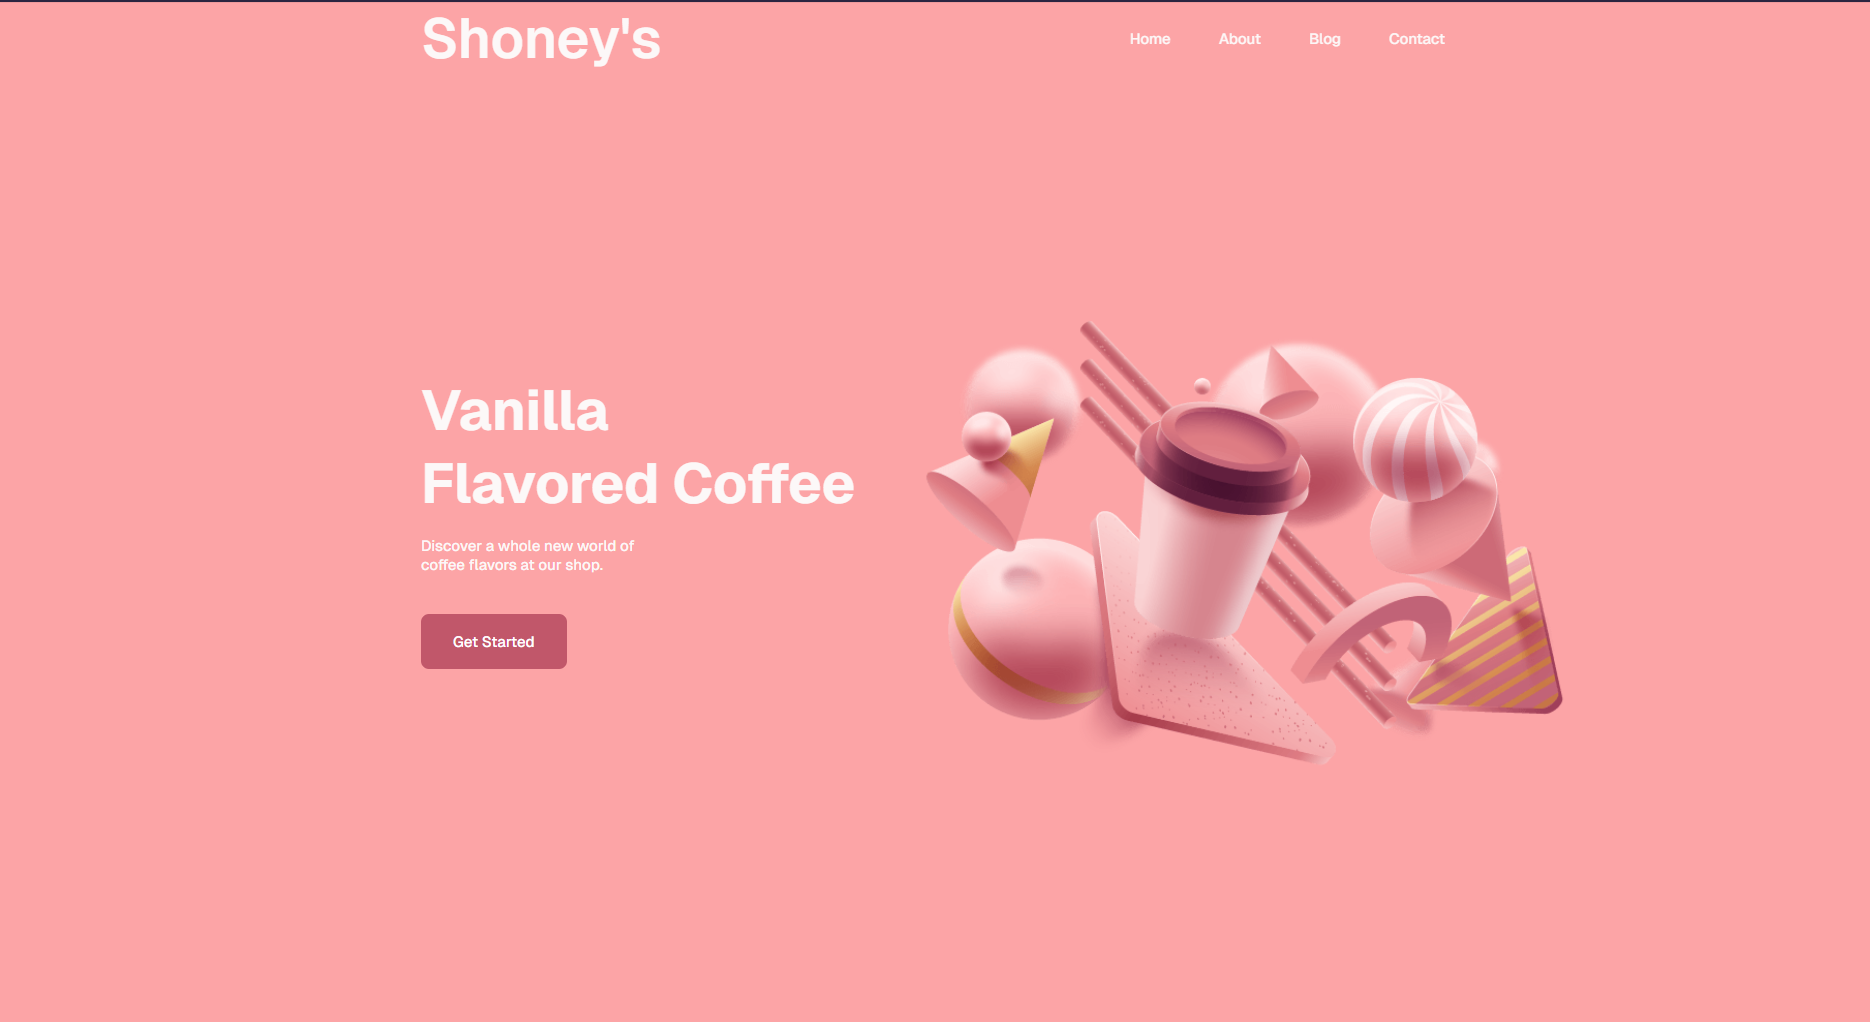 Shoney's
Home About Blog Contact
Vanilla
Flavored Coffee
Discover a whole new world of
coffee flavors at our shop.
Get Started